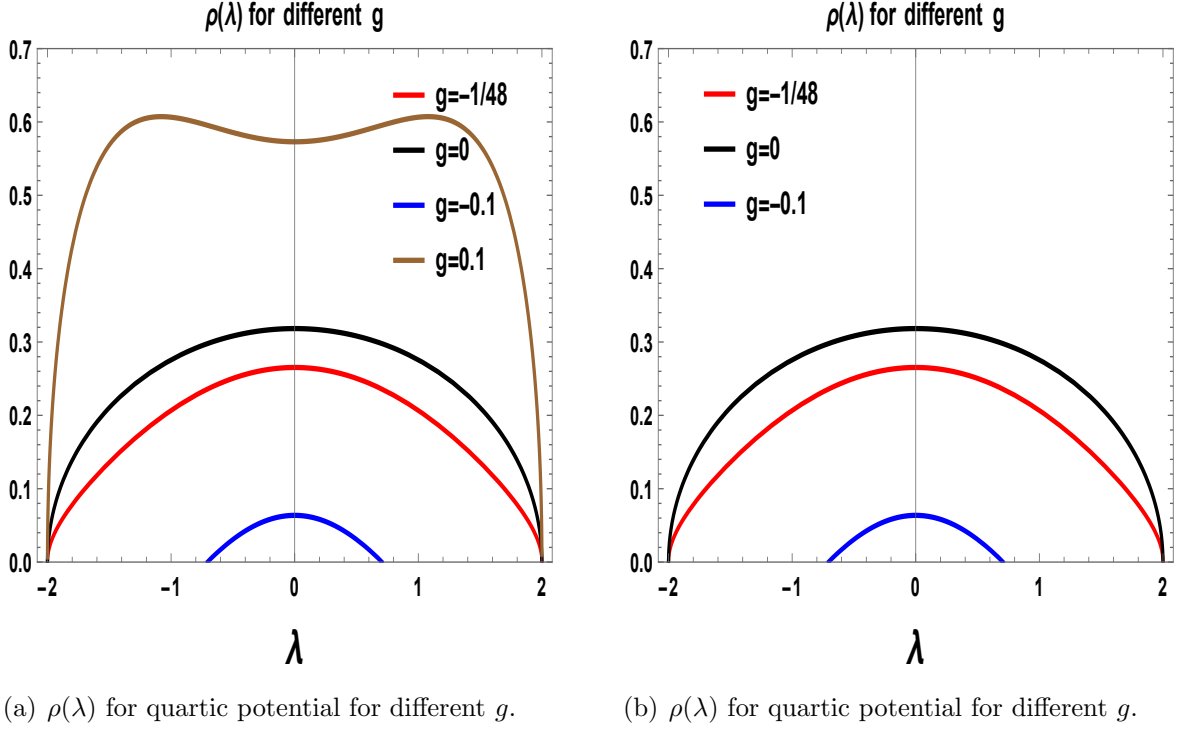 ρ(λ) for different g
0.7
0.6
0.5
0.4
0.3
0.2
0.1
0.0
−2 −1 0 1 2
g=−1/48
g=0
g=−0.1
g=0.1
λ
(a) ρ(λ) for quartic potential for different g.
ρ(λ) for different g
0.7
0.6
0.5
0.4
0.3
0.2
0.1
0.0
−2 −1 0 1 2
g=−1/48
g=0
g=−0.1
λ
(b) ρ(λ) for quartic potential for different g.